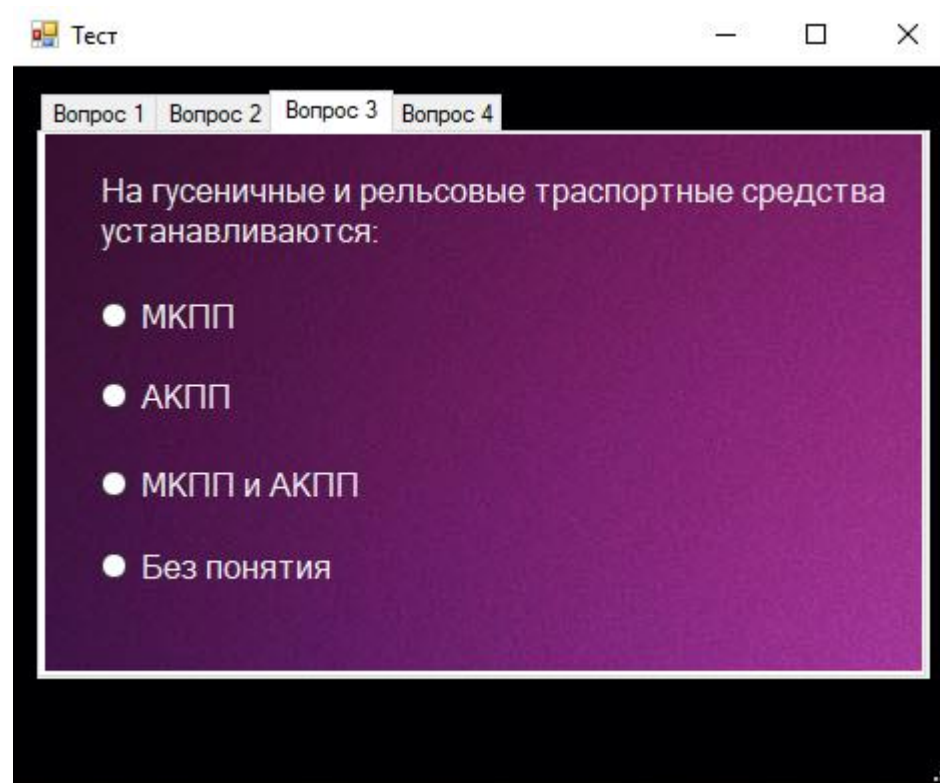 Тест
Вопрос 1 Вопрос 2 Вопрос 3 Вопрос 4
На гусеничные и рельсовые траспортные средства
устанавливаются:
МКПП
АКПП
МКПП и АКПП
Без понятия